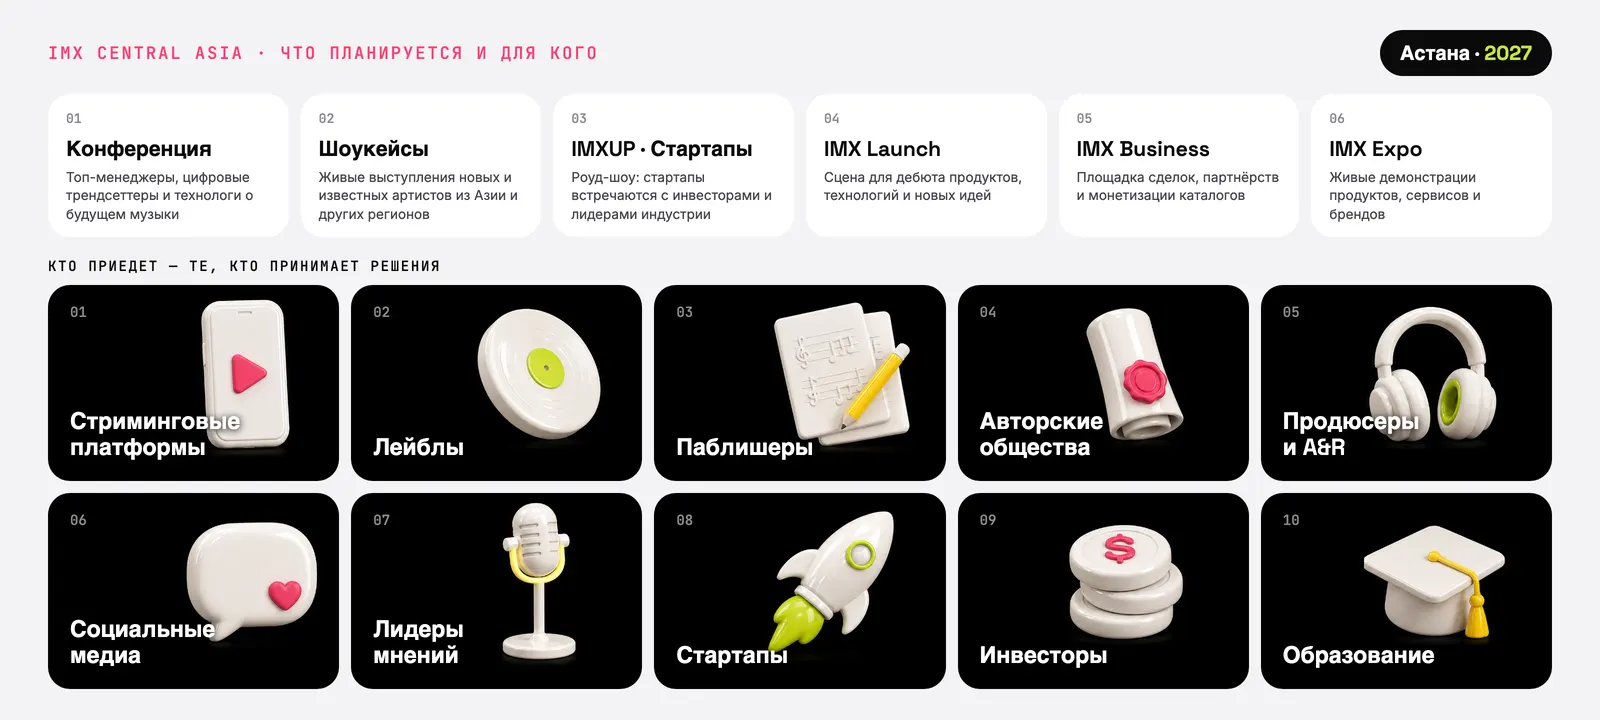 IMX CENTRAL ASIA · ЧТО ПЛАНИРУЕТСЯ И ДЛЯ КОГО
Астана · 2027
01
Конференция
Топ-менеджеры, цифровые
трендсеттеры и технологи о
будущем музыки
02
Шоукейсы
Живые выступления новых и
известных артистов из Азии и
других регионов
03
IMXUP · Стартапы
Роуд-шоу: стартапы
встречаются с инвесторами и
лидерами индустрии
04
IMX Launch
Сцена для дебюта продуктов,
технологий и новых идей
05
IMX Business
Площадка сделок, партнёрств
и монетизации каталогов
06
IMX Expo
Живые демонстрации
продуктов, сервисов и
брендов
КТО ПРИЕДЕТ — ТЕ, КТО ПРИНИМАЕТ РЕШЕНИЯ
01
Стриминговые
платформы
02
Лейблы
03
Паблишеры
04
Авторские
общества
05
Продюсеры
и A&R
06
Социальные
медиа
07
Лидеры
мнений
08
Стартапы
09
$
Инвесторы
10
Образование